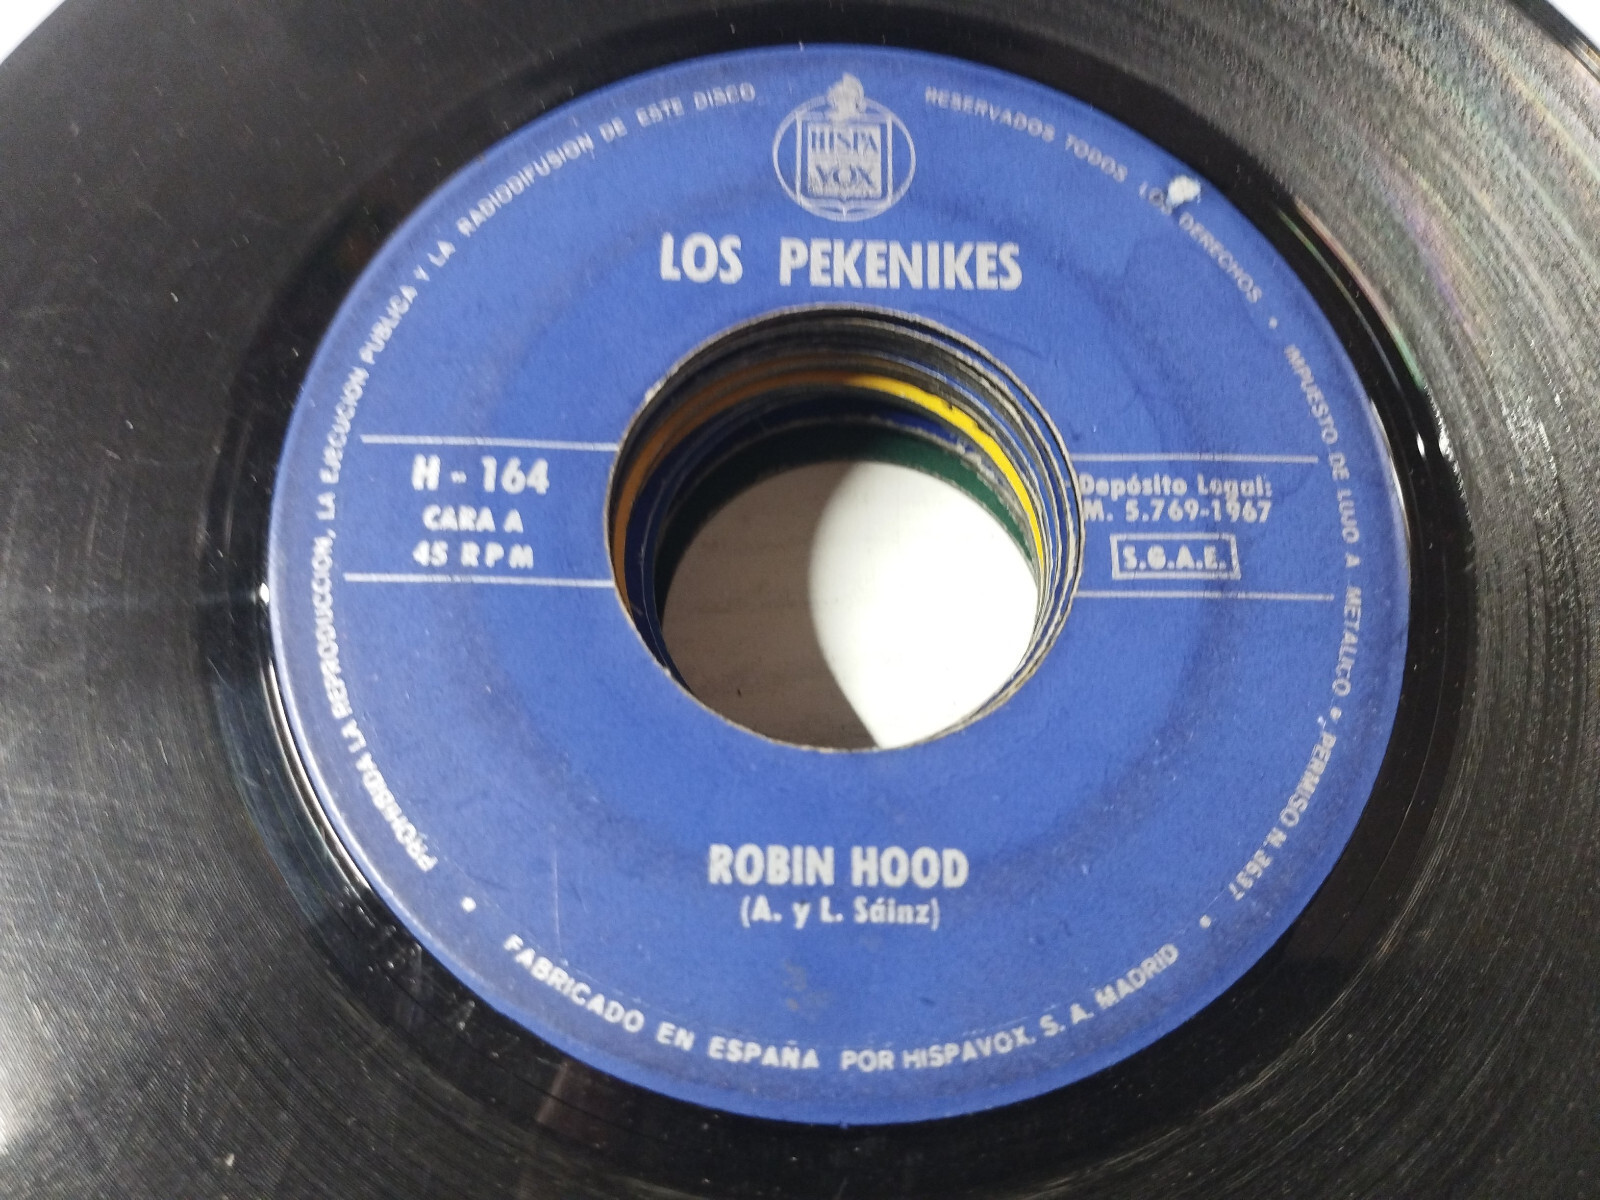 PROHIBIDA LA REPRODUCCION, LA EJECUCION PUBLICA Y LA RADIODIFUSION DE ESTE DISCO
RESERVADOS TODOS LOS DERECHOS • IMPUESTO DE LUJO A METALICO, PERMISO N. 3637 •
HISPA
VOX
LOS PEKENIKES
H - 164
CARA A
45 RPM
Depósito Legal:
M. 5.769-1967
S.G.A.E.
ROBIN HOOD
(A. y L. Sáinz)
• FABRICADO EN ESPAÑA POR HISPAVOX, S. A. MADRID